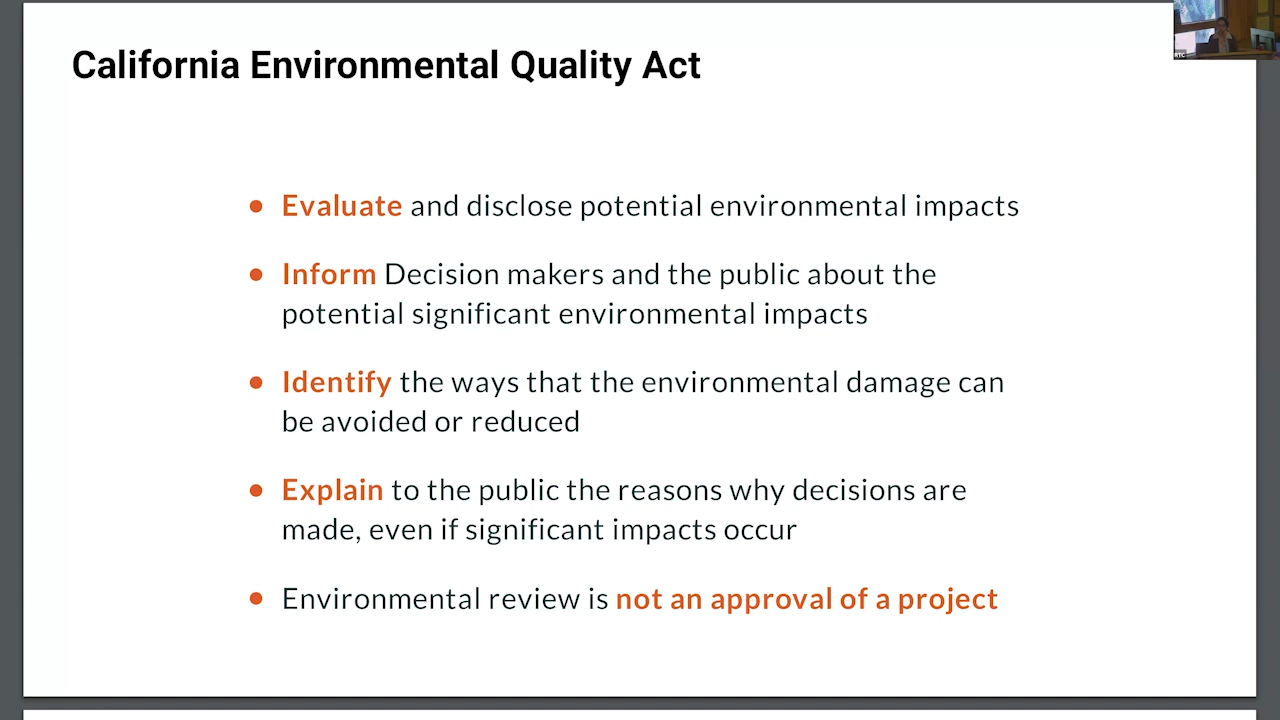 California Environmental Quality Act
• Evaluate and disclose potential environmental impacts
• Inform Decision makers and the public about the
potential significant environmental impacts
• Identify the ways that the environmental damage can
be avoided or reduced
• Explain to the public the reasons why decisions are
made, even if significant impacts occur
• Environmental review is not an approval of a project